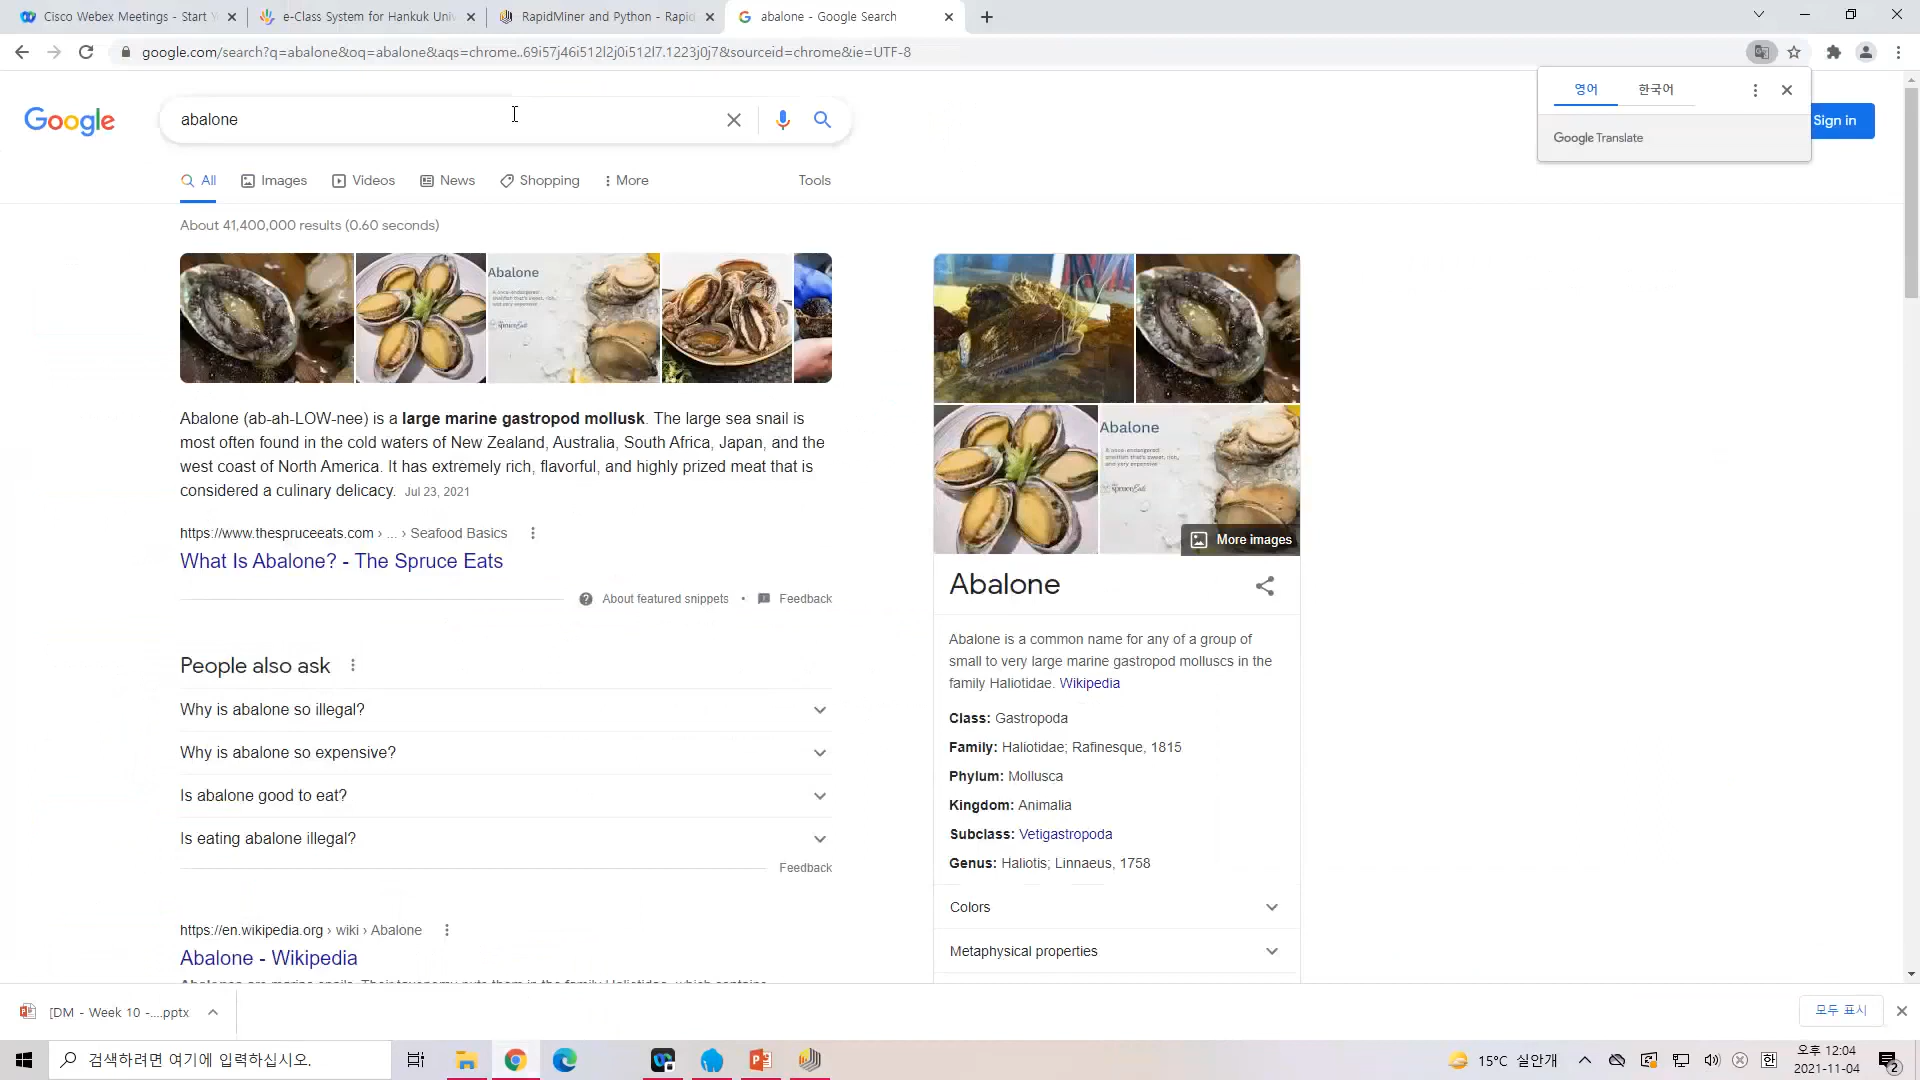 Cisco Webex Meetings - Start Y
e-Class System for Hankuk Univ
RapidMiner and Python - Rapid
abalone - Google Search
google.com/search?q=abalone&oq=abalone&aqs=chrome..69i57j46i512l2j0i512l7.1223j0j7&sourceid=chrome&ie=UTF-8
영어 한국어
Google Translate
Google
abalone
Sign in
All Images Videos News Shopping More Tools
About 41,400,000 results (0.60 seconds)
Abalone
Abalone (ab-ah-LOW-nee) is a large marine gastropod mollusk. The large sea snail is
most often found in the cold waters of New Zealand, Australia, South Africa, Japan, and the
west coast of North America. It has extremely rich, flavorful, and highly prized meat that is
considered a culinary delicacy. Jul 23, 2021
https://www.thespruceeats.com › ... › Seafood Basics
What Is Abalone? - The Spruce Eats
About featured snippets • Feedback
People also ask
Why is abalone so illegal?
Why is abalone so expensive?
Is abalone good to eat?
Is eating abalone illegal?
Feedback
https://en.wikipedia.org › wiki › Abalone
Abalone - Wikipedia
Abalone
More images
Abalone
Abalone is a common name for any of a group of
small to very large marine gastropod molluscs in the
family Haliotidae. Wikipedia
Class: Gastropoda
Family: Haliotidae; Rafinesque, 1815
Phylum: Mollusca
Kingdom: Animalia
Subclass: Vetigastropoda
Genus: Haliotis; Linnaeus, 1758
Colors
Metaphysical properties
[DM - Week 10 -....pptx
모두 표시
검색하려면 여기에 입력하십시오.
15°C 실안개
한
오후 12:04
2021-11-04
2